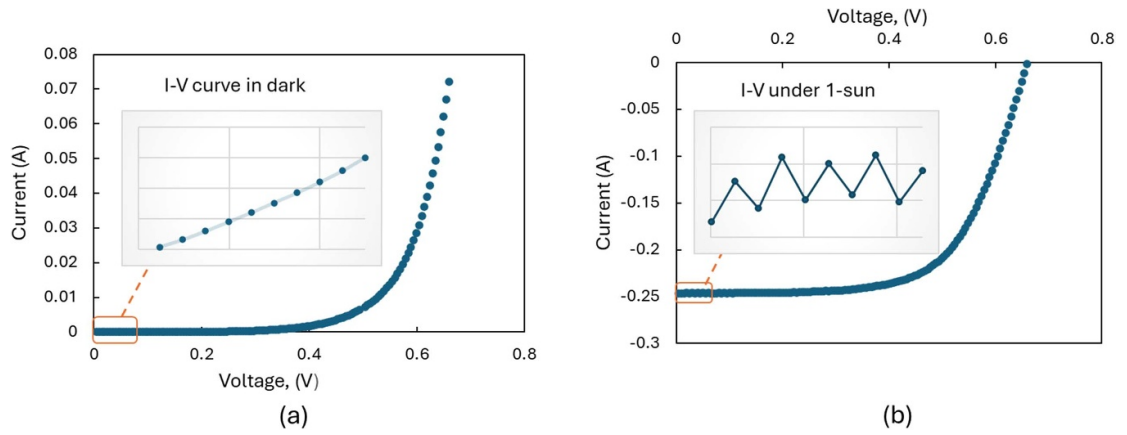 0.08
0.07
0.06
0.05
0.04
0.03
0.02
0.01
0
Current (A)
I-V curve in dark
0 0.2 0.4 0.6 0.8
Voltage, (V)
(a)
Voltage, (V)
0 0.2 0.4 0.6 0.8
0
-0.05
-0.1
-0.15
-0.2
-0.25
-0.3
Current (A)
I-V under 1-sun
(b)